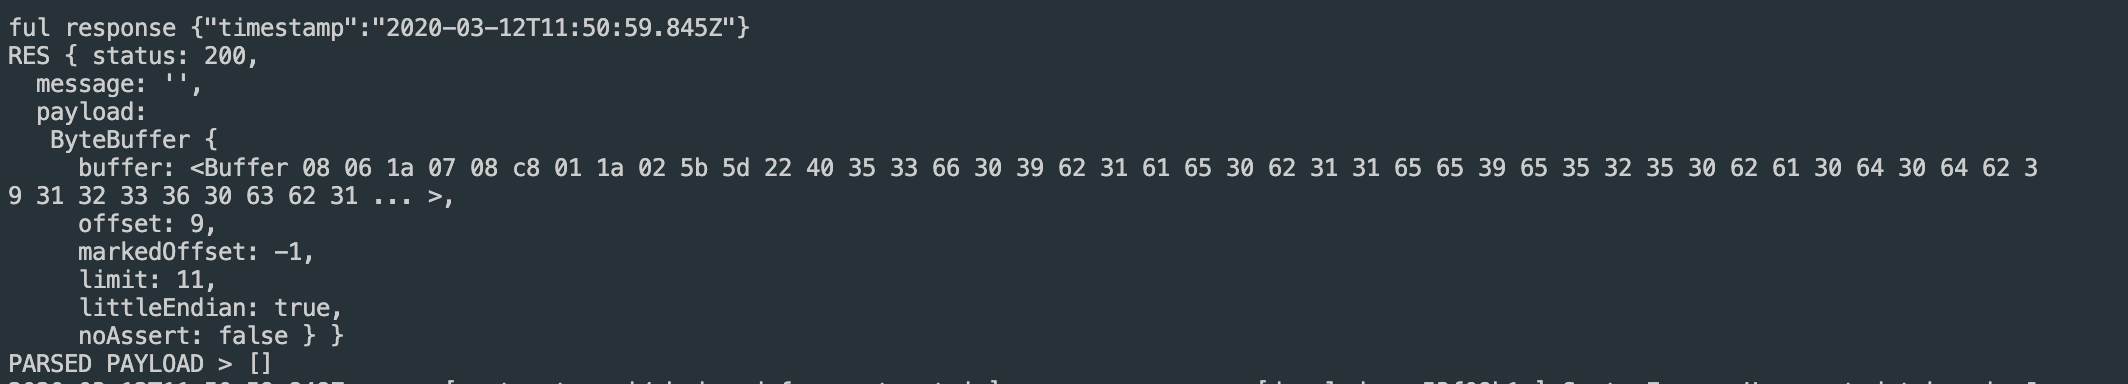 ful response {"timestamp":"2020-03-12T11:50:59.845Z"}
RES { status: 200,
  message: '',
  payload:
   ByteBuffer {
     buffer: <Buffer 08 06 1a 07 08 c8 01 1a 02 5b 5d 22 40 35 33 66 30 39 62 31 61 65 30 62 31 31 65 65 39 65 35 32 35 30 62 61 30 64 30 64 62 3
9 31 32 33 36 30 63 62 31 ... >,
     offset: 9,
     markedOffset: -1,
     limit: 11,
     littleEndian: true,
     noAssert: false } }
PARSED PAYLOAD > []